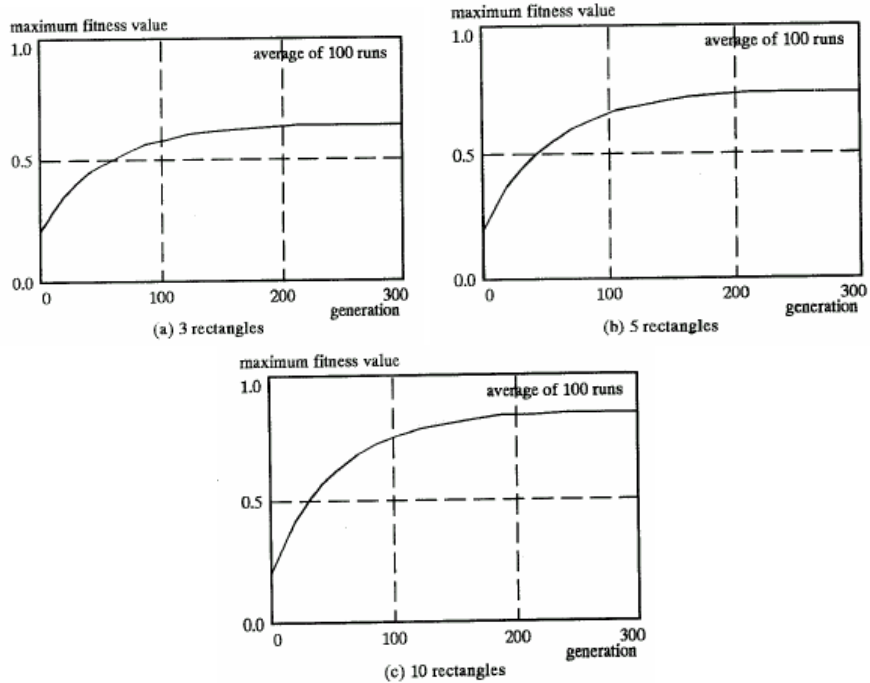 maximum fitness value
1.0
average of 100 runs
0.5
0.0
0 100 200 300
generation
(a) 3 rectangles
maximum fitness value
1.0
average of 100 runs
0.5
0.0
0 100 200 300
generation
(b) 5 rectangles
maximum fitness value
1.0
average of 100 runs
0.5
0.0
0 100 200 300
generation
(c) 10 rectangles